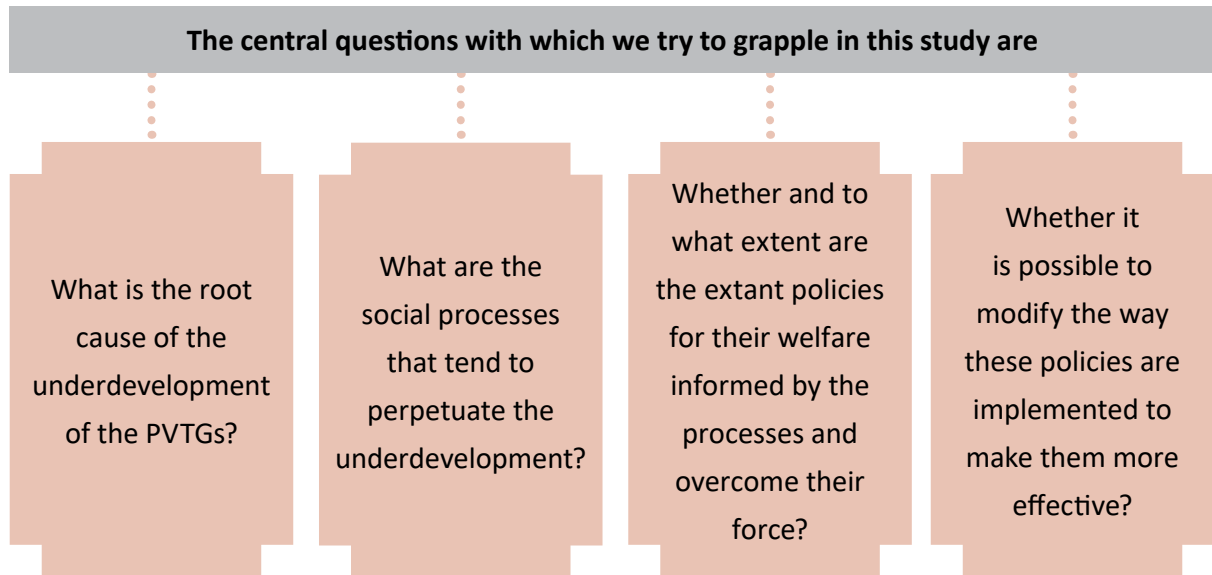 The central questions with which we try to grapple in this study are
What is the root
cause of the
underdevelopment
of the PVTGs?
What are the
social processes
that tend to
perpetuate the
underdevelopment?
Whether and to
what extent are
the extant policies
for their welfare
informed by the
processes and
overcome their
force?
Whether it
is possible to
modify the way
these policies are
implemented to
make them more
effective?